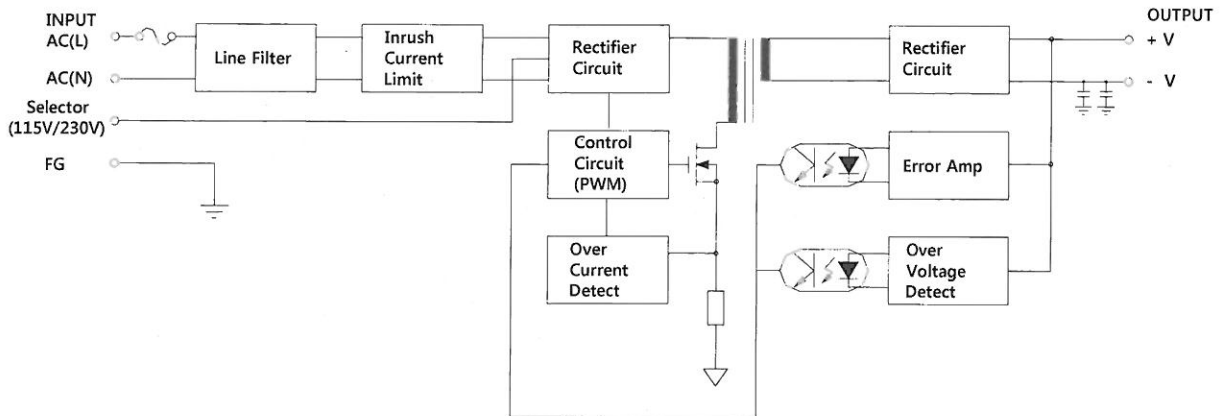 INPUT
AC(L)
AC(N)
Selector
(115V/230V)
FG
Line Filter
Inrush
Current
Limit
Rectifier
Circuit
Control
Circuit
(PWM)
Over
Current
Detect
Rectifier
Circuit
Error Amp
Over
Voltage
Detect
OUTPUT
+ V
- V